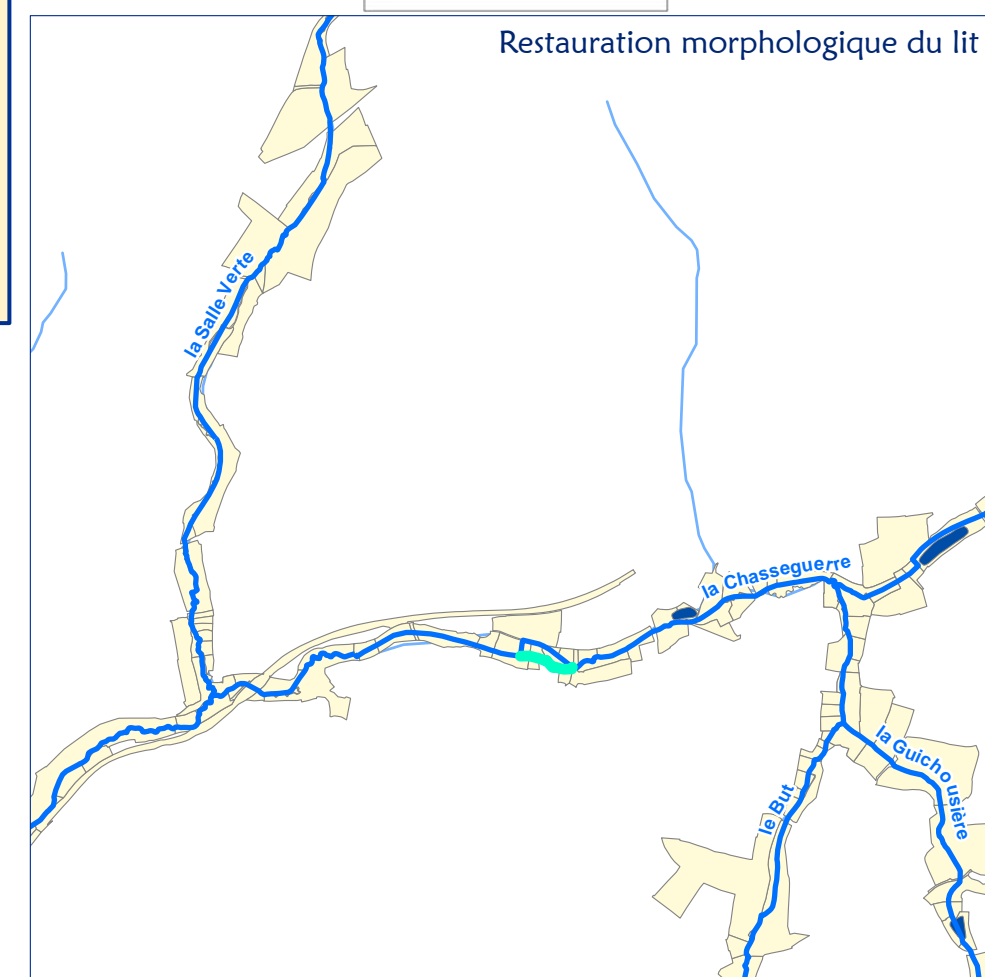 Restauration morphologique du lit
la Salle-Verte
la Chasseguerre
la Guichousière
le But